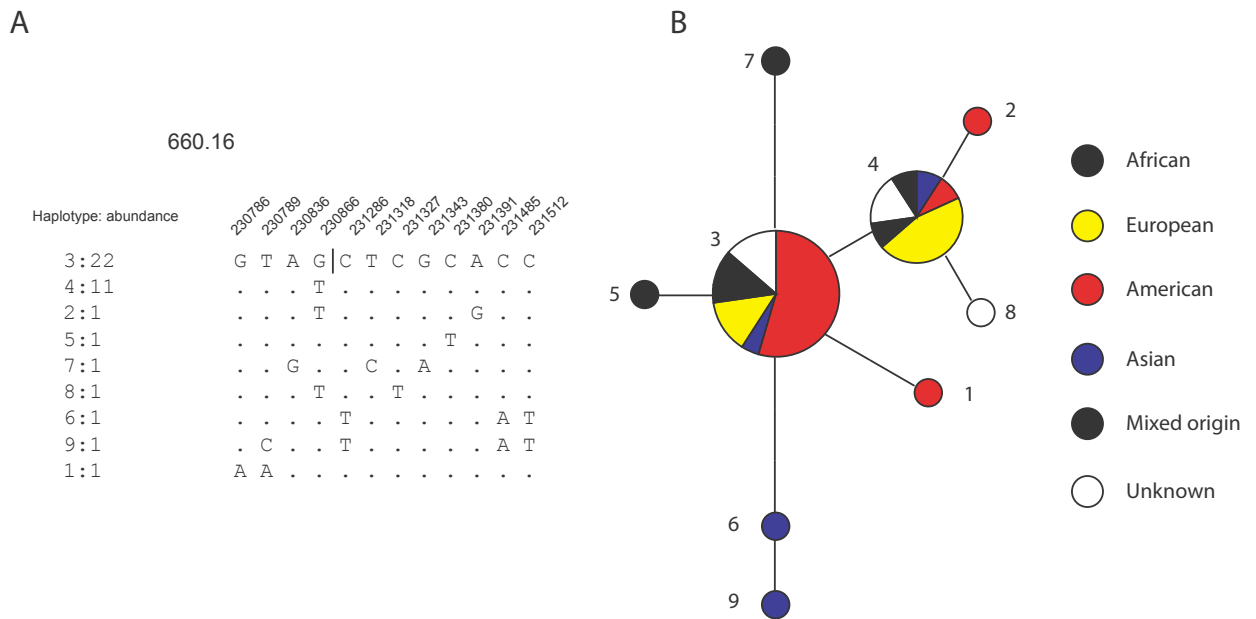 A
660.16
Haplotype: abundance
230786 230789 230836 230866 231286 231318 231327 231343 231380 231391 231485 231512
3:22 G T A G | C T C G C A C C
4:11 . . . T . . . . . . . .
2:1 . . . T . . . . . G . .
5:1 . . . . . . . . T . . .
7:1 . . G . . C . A . . . .
8:1 . . . T . . T . . . . .
6:1 . . . . T . . . . . A T
9:1 . C . . T . . . . . A T
1:1 A A . . . . . . . . . .
B
7
2
4
3
5
8
1
6
9
African
European
American
Asian
Mixed origin
Unknown